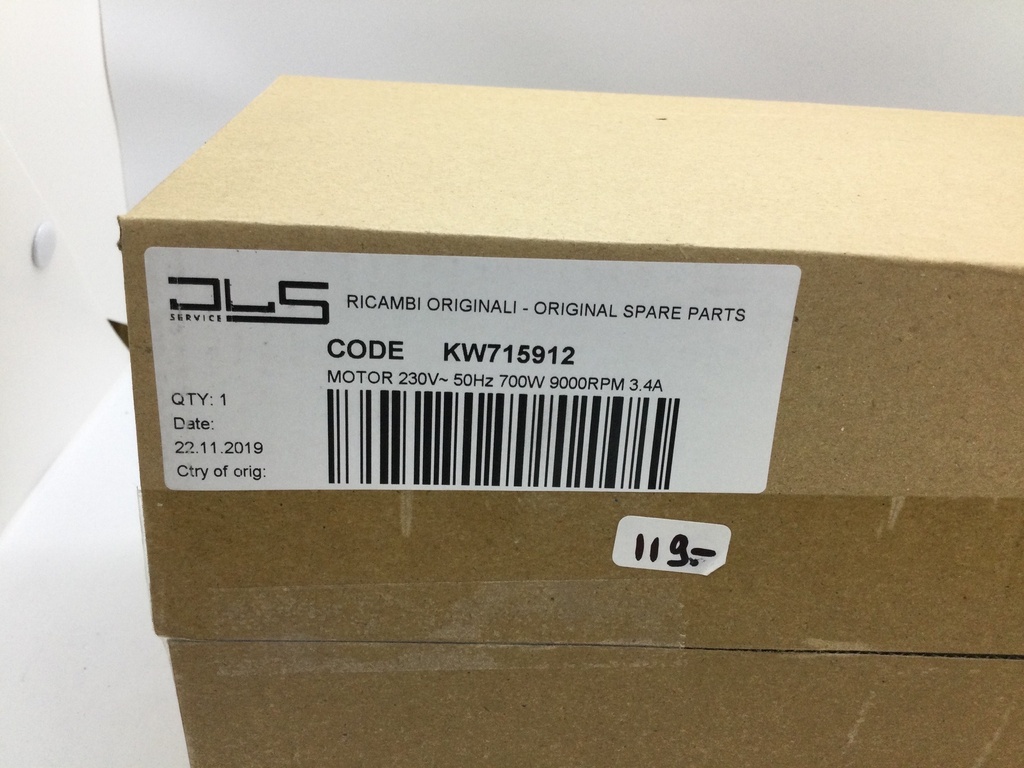 DLS
SERVICE
RICAMBI ORIGINALI - ORIGINAL SPARE PARTS
CODE KW715912
MOTOR 230V~ 50Hz 700W 9000RPM 3.4A
QTY: 1
Date:
22.11.2019
Ctry of orig:
119.-